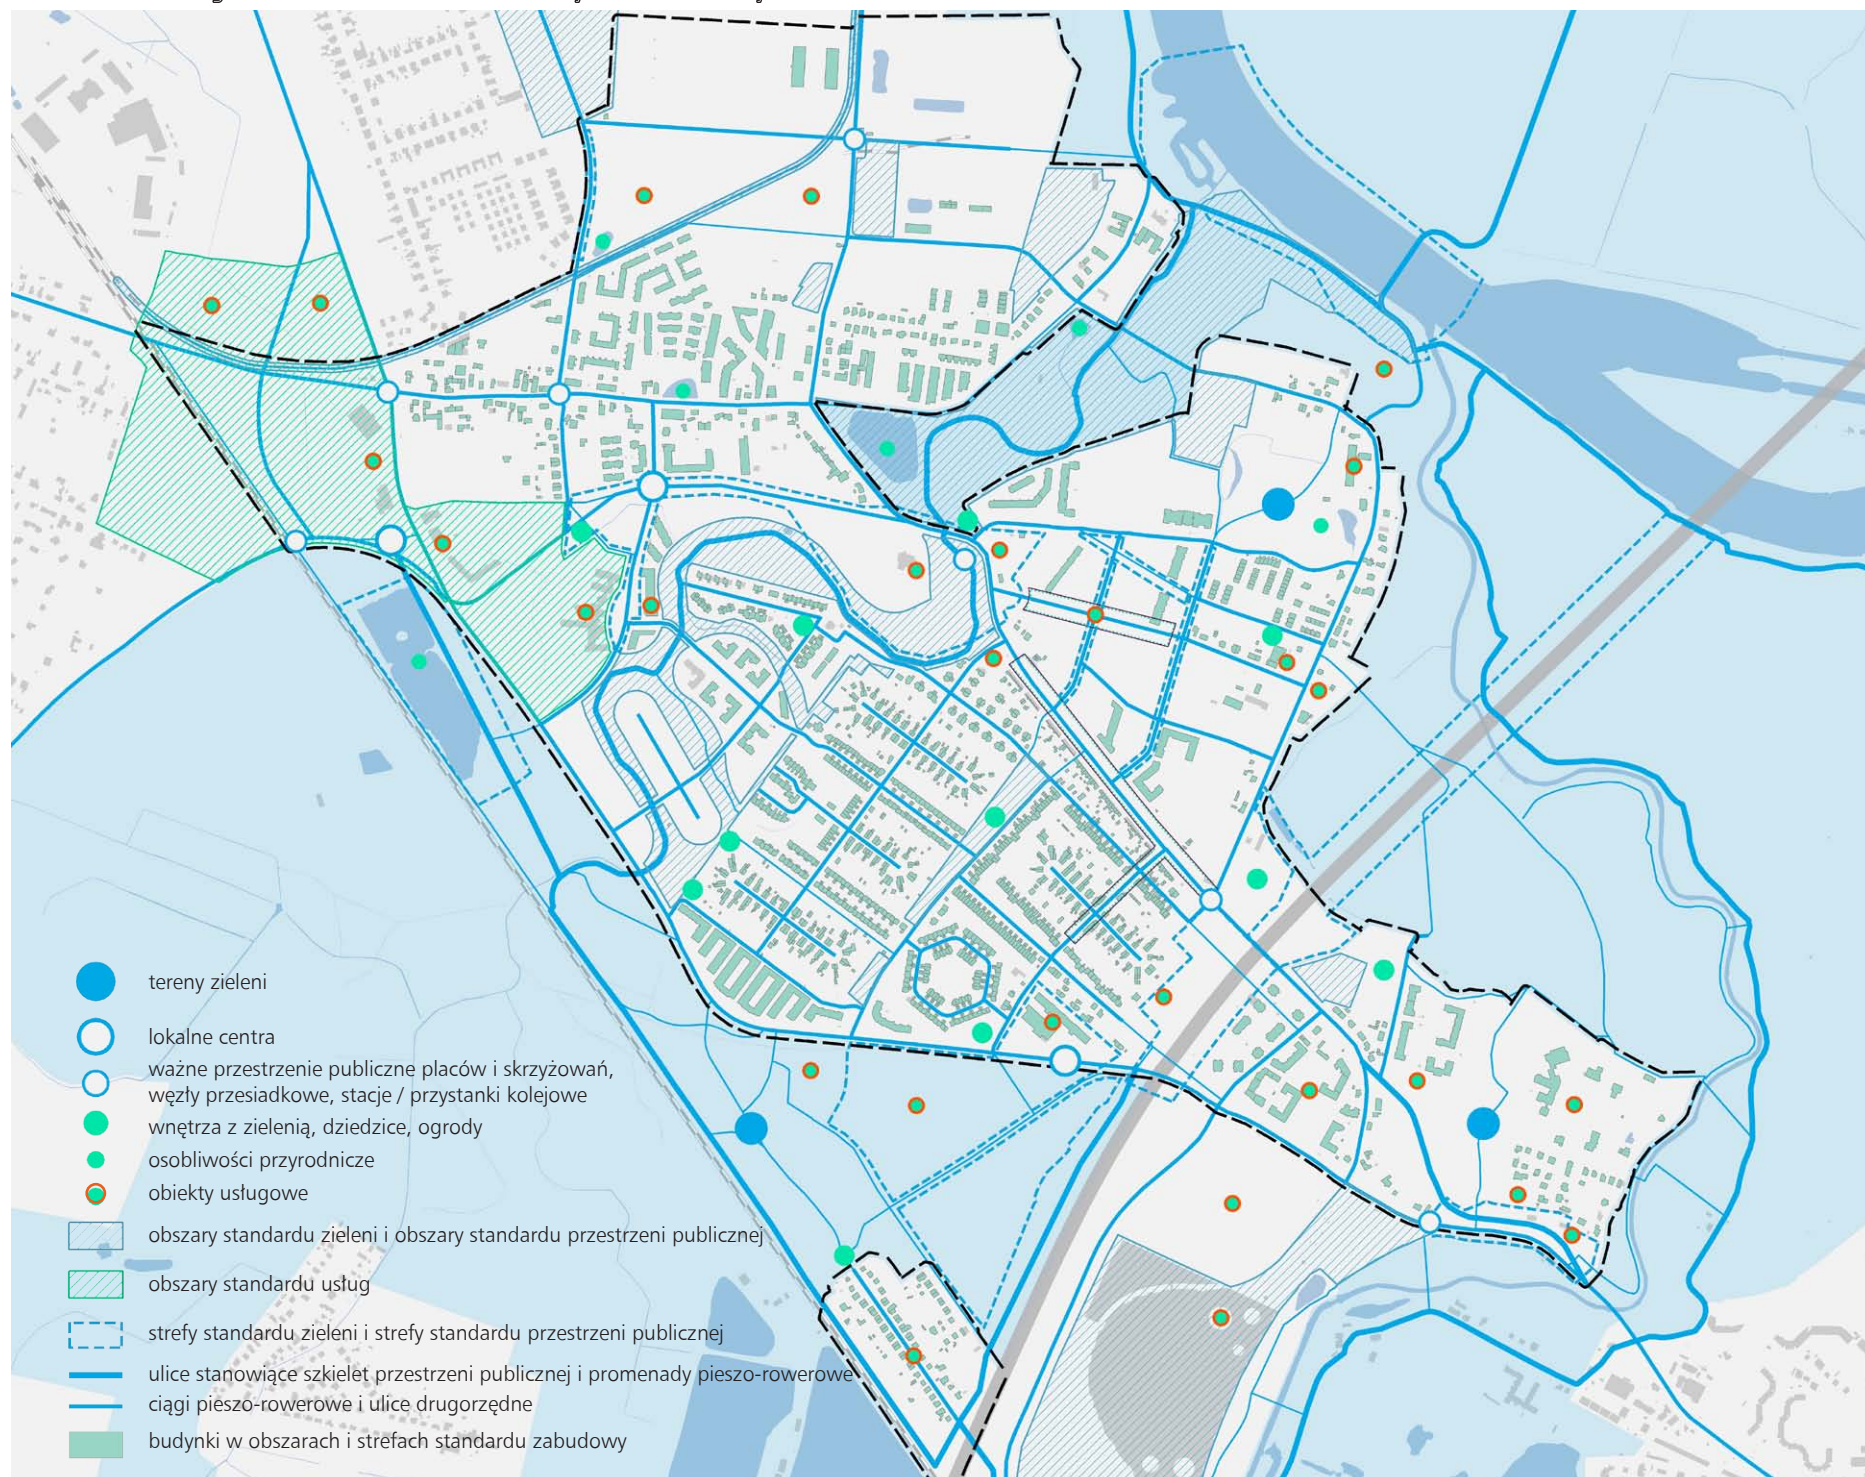 tereny zieleni
lokalne centra
ważne przestrzenie publiczne placów i skrzyżowań,
węzły przesiadkowe, stacje / przystanki kolejowe
wnętrza z zielenią, dziedzice, ogrody
osobliwości przyrodnicze
obiekty usługowe
obszary standardu zieleni i obszary standardu przestrzeni publicznej
obszary standardu usług
strefy standardu zieleni i strefy standardu przestrzeni publicznej
ulice stanowiące szkielet przestrzeni publicznej i promenady pieszo-rowerowe
ciągi pieszo-rowerowe i ulice drugorzędne
budynki w obszarach i strefach standardu zabudowy